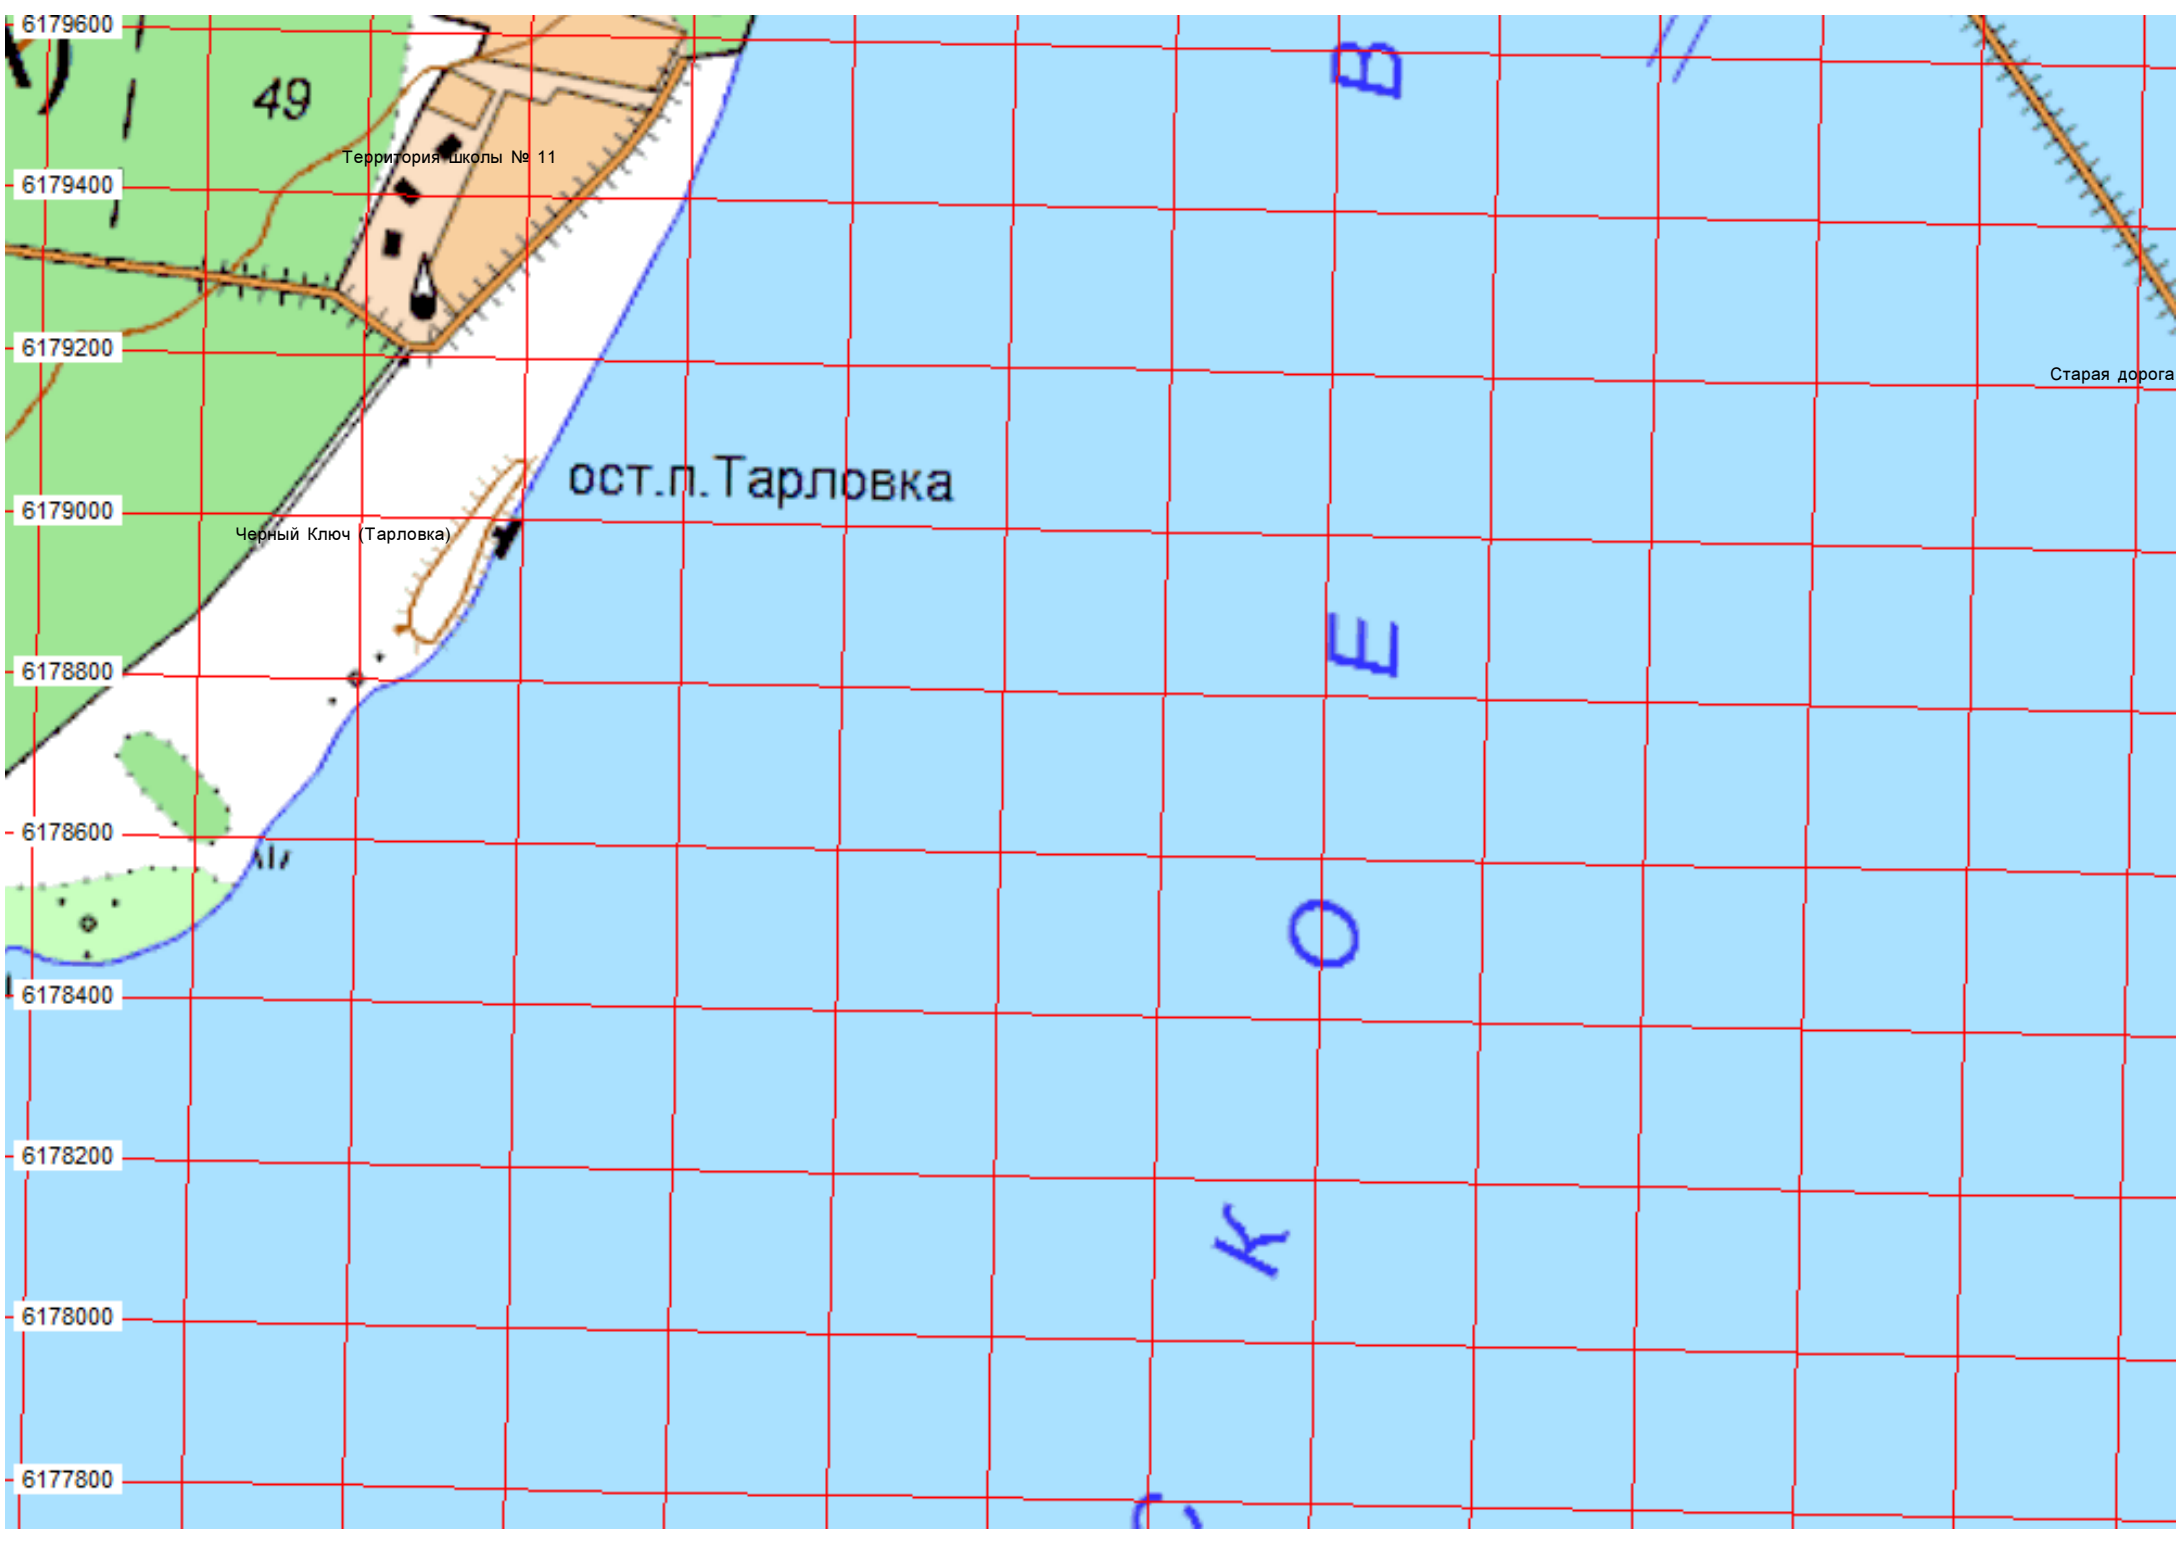 6179600
В
49
Территория школы № 11
6179400
6179200
Старая дорога
ост.п.Тарловка
6179000
Черный Ключ (Тарловка)
Е
6178800
6178600
О
6178400
6178200
К
6178000
6177800
С